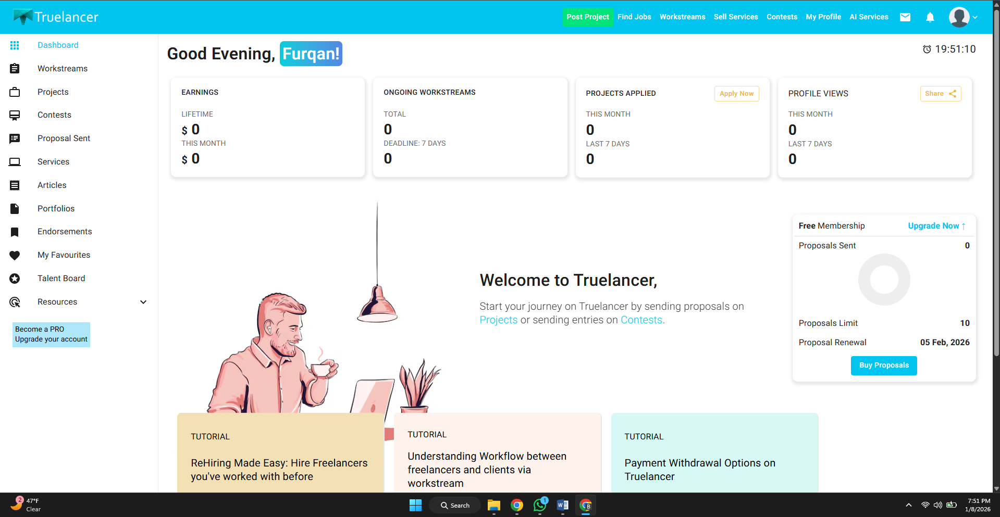 Truelancer
Post Project Find Jobs Workstreams Sell Services Contests My Profile AI Services
Dashboard
Workstreams
Projects
Contests
Proposal Sent
Services
Articles
Portfolios
Endorsements
My Favourites
Talent Board
Resources
Become a PRO
Upgrade your account
Good Evening, Furqan!
19:51:10
EARNINGS
LIFETIME
$ 0
THIS MONTH
$ 0
ONGOING WORKSTREAMS
TOTAL
0
DEADLINE: 7 DAYS
0
PROJECTS APPLIED
Apply Now
THIS MONTH
0
LAST 7 DAYS
0
PROFILE VIEWS
Share
THIS MONTH
0
LAST 7 DAYS
0
Welcome to Truelancer,
Start your journey on Truelancer by sending proposals on
Projects or sending entries on Contests.
Free Membership Upgrade Now ↑
Proposals Sent 0
Proposals Limit 10
Proposal Renewal 05 Feb, 2026
Buy Proposals
TUTORIAL
ReHiring Made Easy: Hire Freelancers
you've worked with before
TUTORIAL
Understanding Workflow between
freelancers and clients via
workstream
TUTORIAL
Payment Withdrawal Options on
Truelancer
2
47°F
Clear
Search
1
W
B
7:51 PM
1/8/2026